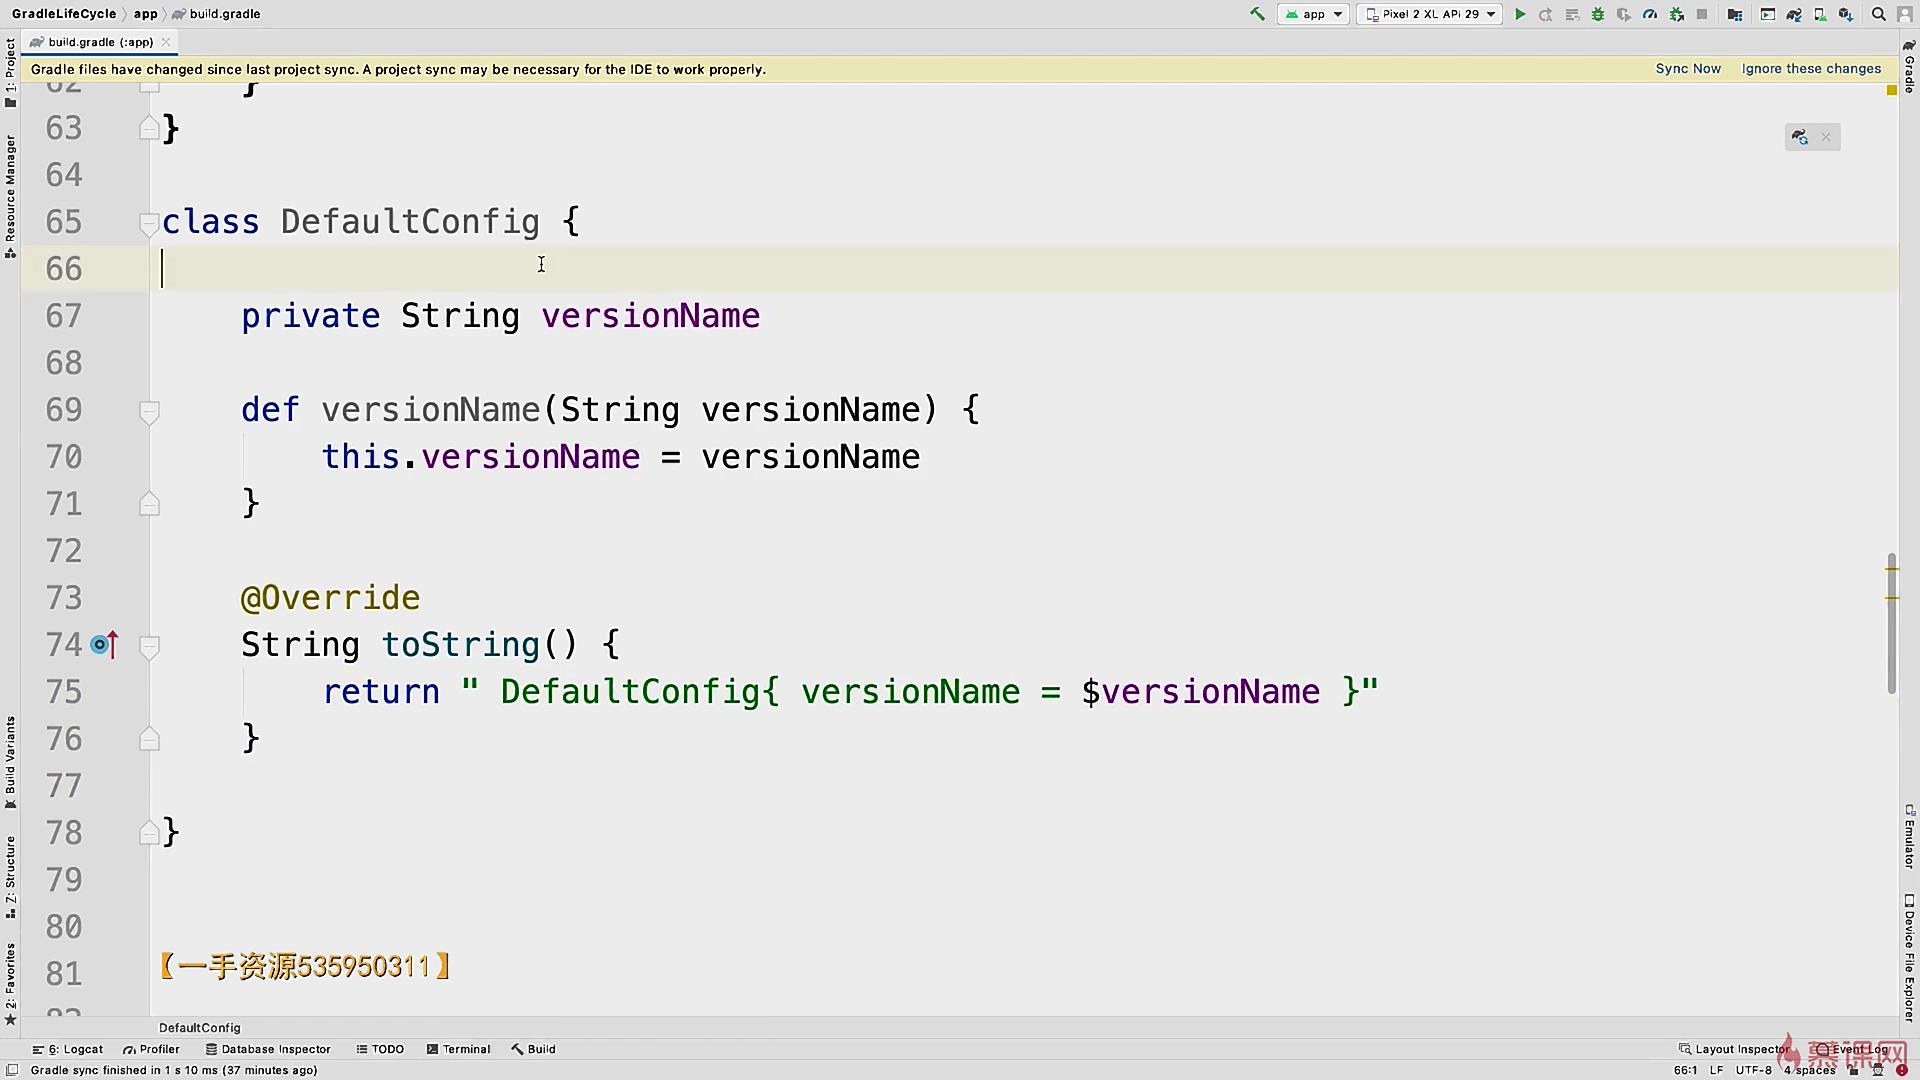 GradleLifeCycle app build.gradle
app Pixel 2 XL API 29
build.gradle (:app)
Gradle files have changed since last project sync. A project sync may be necessary for the IDE to work properly. Sync Now Ignore these changes
62 }
63 }
64
65 class DefaultConfig {
66
67 private String versionName
68
69 def versionName(String versionName) {
70 this.versionName = versionName
71 }
72
73 @Override
74 String toString() {
75 return " DefaultConfig{ versionName = $versionName }"
76 }
77
78 }
79
80
81 【一手资源535950311】
82
DefaultConfig
6: Logcat Profiler Database Inspector TODO Terminal Build Layout Inspector Event Log
Gradle sync finished in 1 s 10 ms (37 minutes ago) 66:1 LF UTF-8 4 spaces
慕课网
1: Project
Resource Manager
Build Variants
Z: Structure
2: Favorites
Gradle
Emulator
Device File Explorer